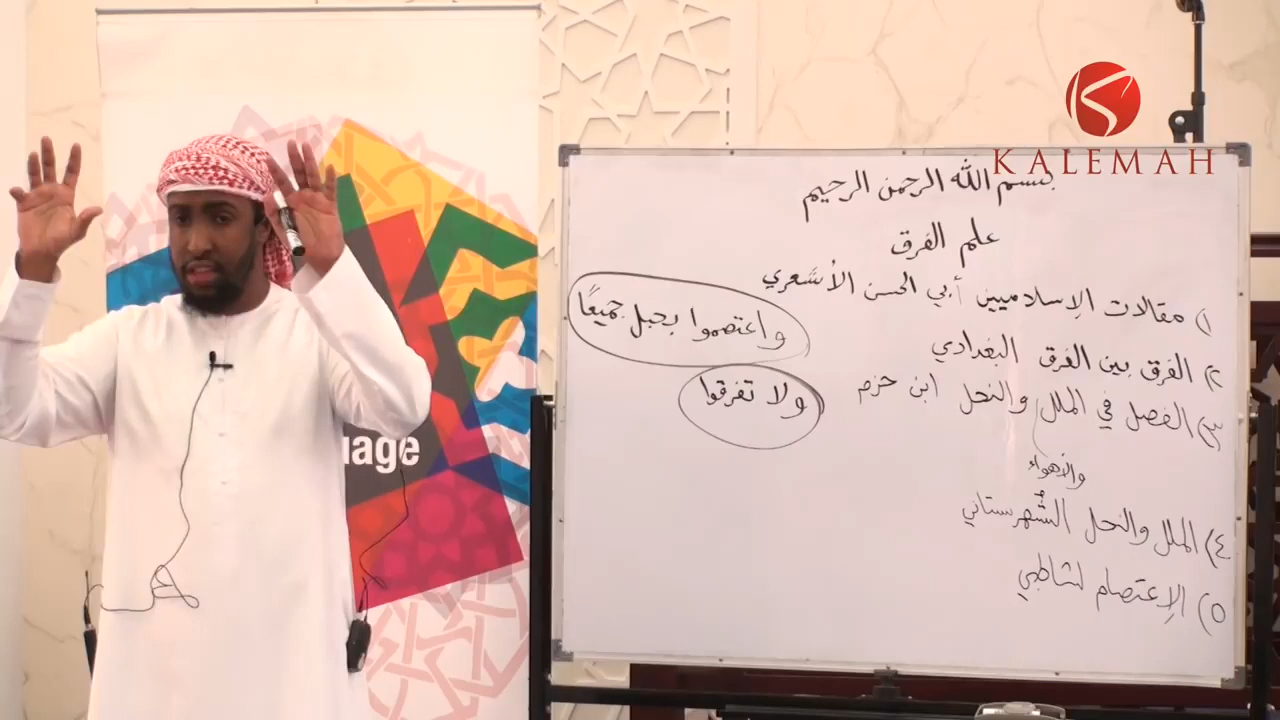 KALEMAH
بسم الله الرحمن الرحيم
علم الفرق
١) مقالات الإسلاميين أبي الحسن الأشعري
٢) الفرق بين الفرق البغدادي
٣) الفصل في الملل والنحل ابن حزم
والأهواء
٤) الملل والنحل الشهرستاني
٥) الإعتصام لشاطبي
واعتصموا بحبل جميعًا
ولا تفرقوا
uage